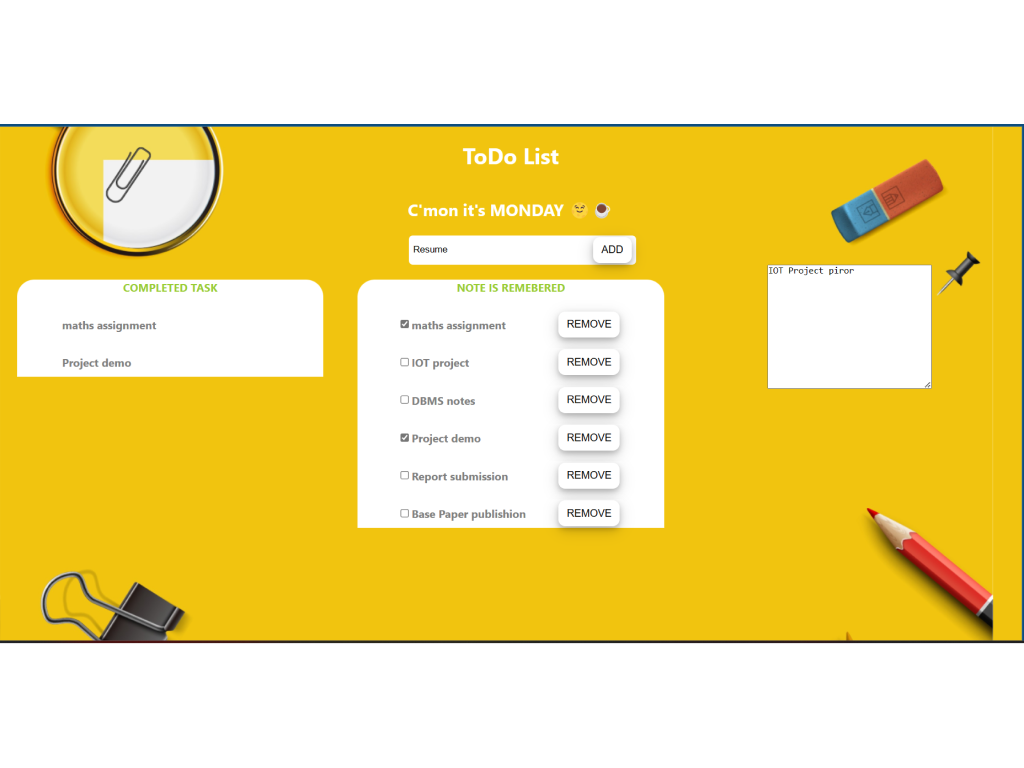 ToDo List
C'mon it's MONDAY
Resume ADD
IOT Project piror
COMPLETED TASK
maths assignment
Project demo
NOTE IS REMEBERED
maths assignment REMOVE
IOT project REMOVE
DBMS notes REMOVE
Project demo REMOVE
Report submission REMOVE
Base Paper publishion REMOVE